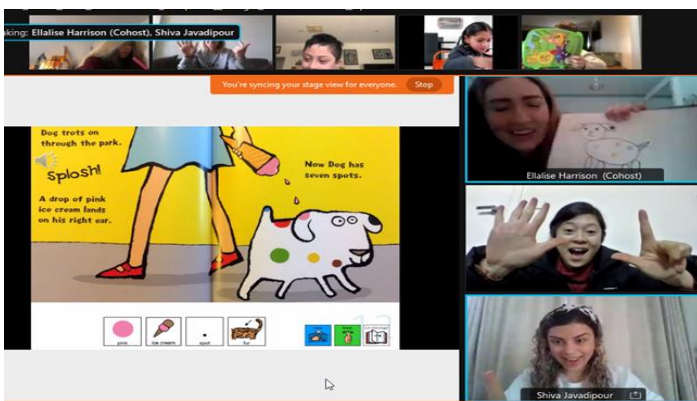 king: Ellalise Harrison (Cohost), Shiva Javadipour
You're syncing your stage view for everyone. Stop
Dog trots on
through the park.
Splosh!
A drop of pink
ice cream lands
on his right ear.
Now Dog has
seven spots.
pink
ice cream
spot
fur
Ellalise Harrison (Cohost)
Shiva Javadipour